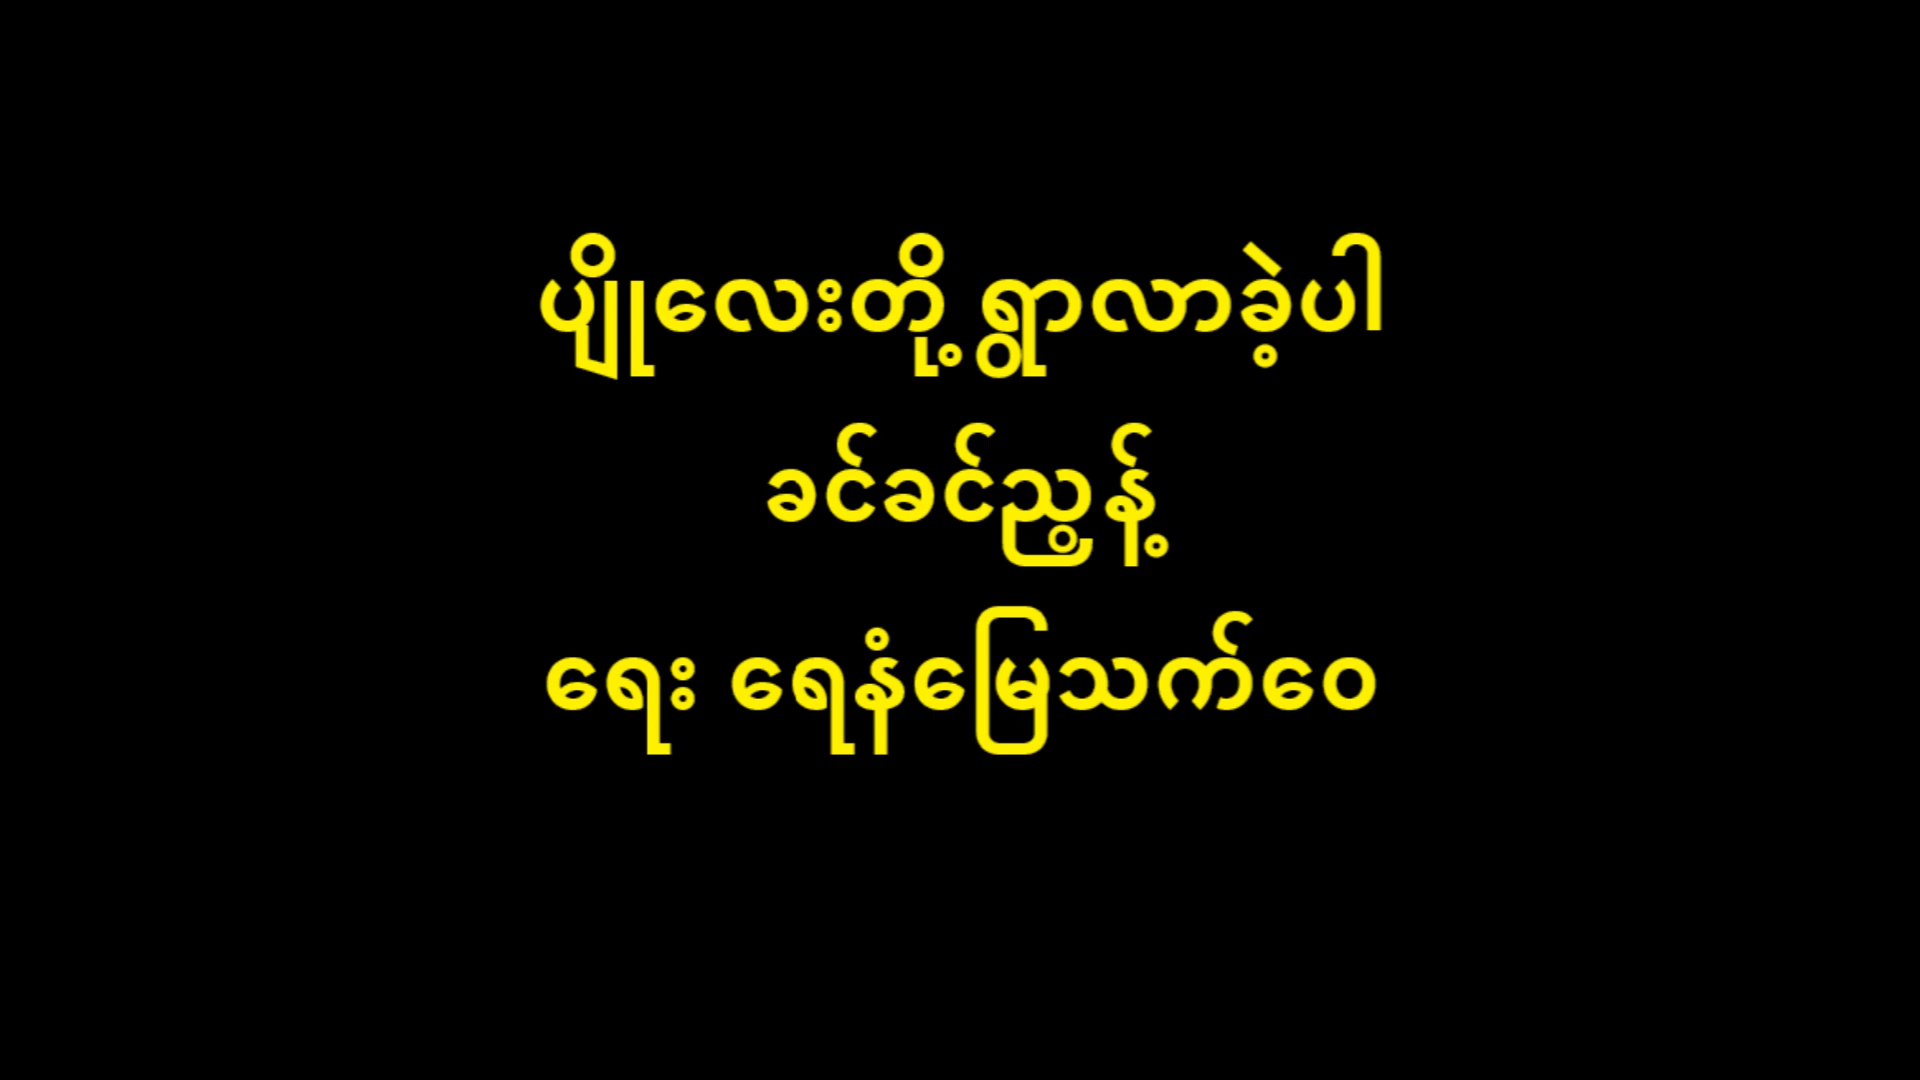 ပျိုလေးတို့ရွာလာခဲ့ပါ
ခင်ခင်ညွန့်
ရေး ရေနံမြေသက်ဝေ